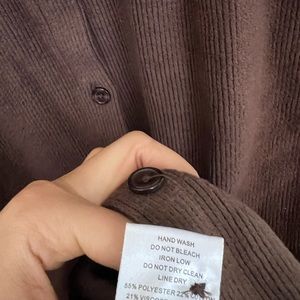 HAND WASH
DO NOT BLEACH
IRON LOW
DO NOT DRY CLEAN
LINE DRY
55% POLYESTER 22%
21%